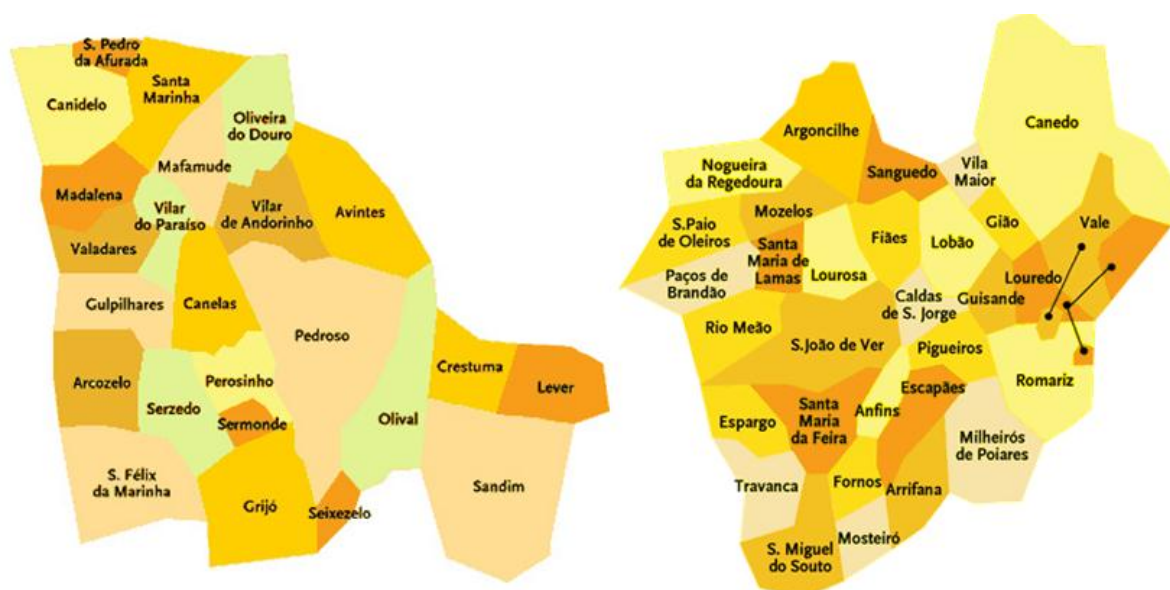 S. Pedro
da Afurada
Santa
Marinha
Canidelo
Oliveira
do Douro
Mafamude
Madalena
Vilar
do Paraíso
Vilar
de Andorinho
Avintes
Valadares
Gulpilhares
Canelas
Pedroso
Arcozelo
Perosinho
Crestuma
Lever
Serzedo
Sermonde
Olival
S. Félix
da Marinha
Grijó
Seixezelo
Sandim
Argoncilhe
Canedo
Nogueira
da Regedoura
Sanguedo
Vila
Maior
S.Paio
de Oleiros
Mozelos
Fiães
Lobão
Gião
Vale
Santa
Maria de
Lamas
Lourosa
Paços de
Brandão
Caldas
de S. Jorge
Guisande
Louredo
Rio Meão
S.João de Ver
Pigueiros
Romariz
Escapães
Espargo
Santa
Maria
da Feira
Anfins
Milheirós
de Poiares
Travanca
Fornos
Arrifana
S. Miguel
do Souto
Mosteiró